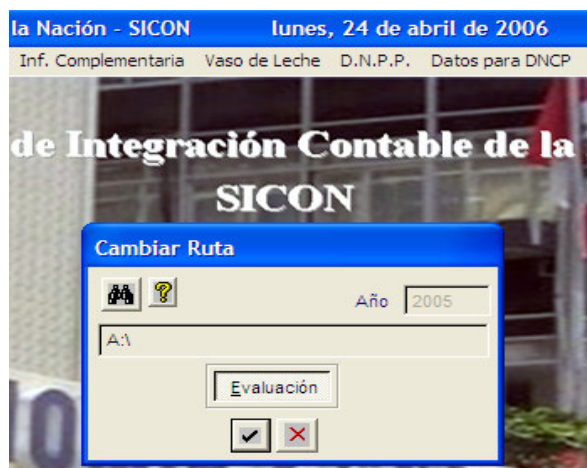 la Nación - SICON lunes, 24 de abril de 2006
Inf. Complementaria Vaso de Leche D.N.P.P. Datos para DNCP
de Integración Contable de la
SICON
Cambiar Ruta
Año 2005
A:\
Evaluación